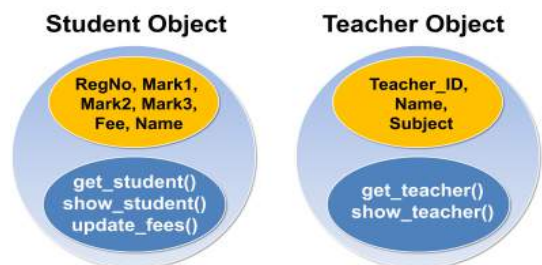 Student Object
RegNo, Mark1,
Mark2, Mark3,
Fee, Name
get_student()
show_student()
update_fees()
Teacher Object
Teacher_ID,
Name,
Subject
get_teacher()
show_teacher()